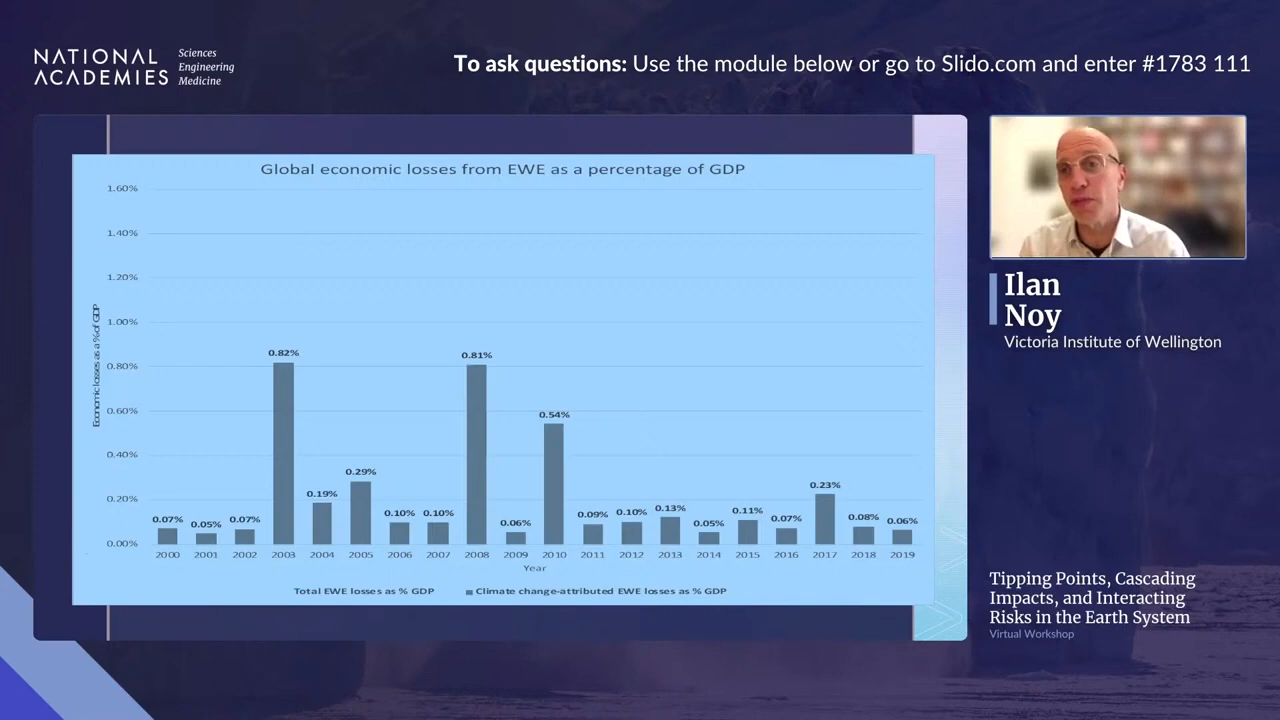 NATIONAL
ACADEMIES
Sciences
Engineering
Medicine
To ask questions: Use the module below or go to Slido.com and enter #1783 111
Global economic losses from EWE as a percentage of GDP
Economic losses as a % of GDP
1.60%
1.40%
1.20%
1.00%
0.80%
0.60%
0.40%
0.20%
0.00%
0.07%
0.05%
0.07%
0.82%
0.19%
0.29%
0.10%
0.10%
0.81%
0.06%
0.54%
0.09%
0.10%
0.13%
0.05%
0.11%
0.07%
0.23%
0.08%
0.06%
2000 2001 2002 2003 2004 2005 2006 2007 2008 2009 2010 2011 2012 2013 2014 2015 2016 2017 2018 2019
Year
Total EWE losses as % GDP Climate change-attributed EWE losses as % GDP
Ilan
Noy
Victoria Institute of Wellington
Tipping Points, Cascading
Impacts, and Interacting
Risks in the Earth System
Virtual Workshop